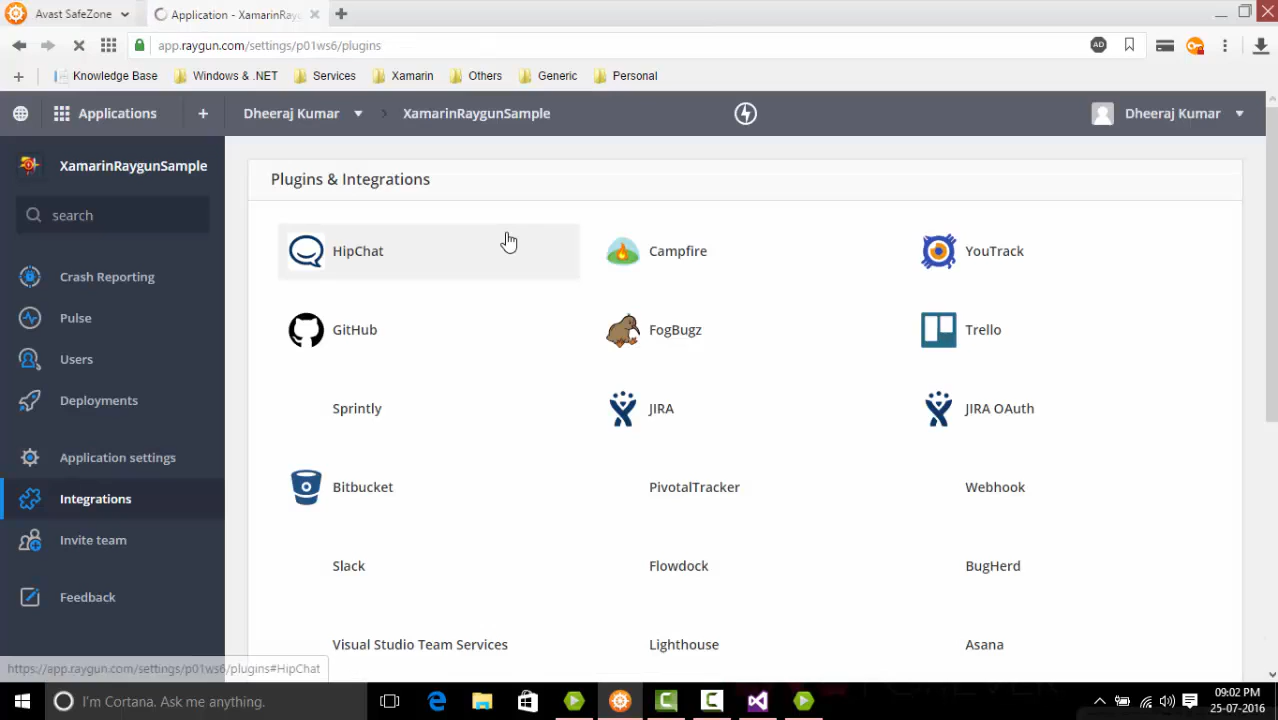 Avast SafeZone
Application - XamarinRayg
app.raygun.com/settings/p01ws6/plugins
AD
Knowledge Base
Windows & .NET
Services
Xamarin
Others
Generic
Personal
Applications
Dheeraj Kumar
XamarinRaygunSample
Dheeraj Kumar
XamarinRaygunSample
search
Crash Reporting
Pulse
Users
Deployments
Application settings
Integrations
Invite team
Feedback
Plugins & Integrations
HipChat
Campfire
YouTrack
GitHub
FogBugz
Trello
Sprintly
JIRA
JIRA OAuth
Bitbucket
PivotalTracker
Webhook
Slack
Flowdock
BugHerd
Visual Studio Team Services
Lighthouse
Asana
https://app.raygun.com/settings/p01ws6/plugins#HipChat
I'm Cortana. Ask me anything.
09:02 PM
25-07-2016